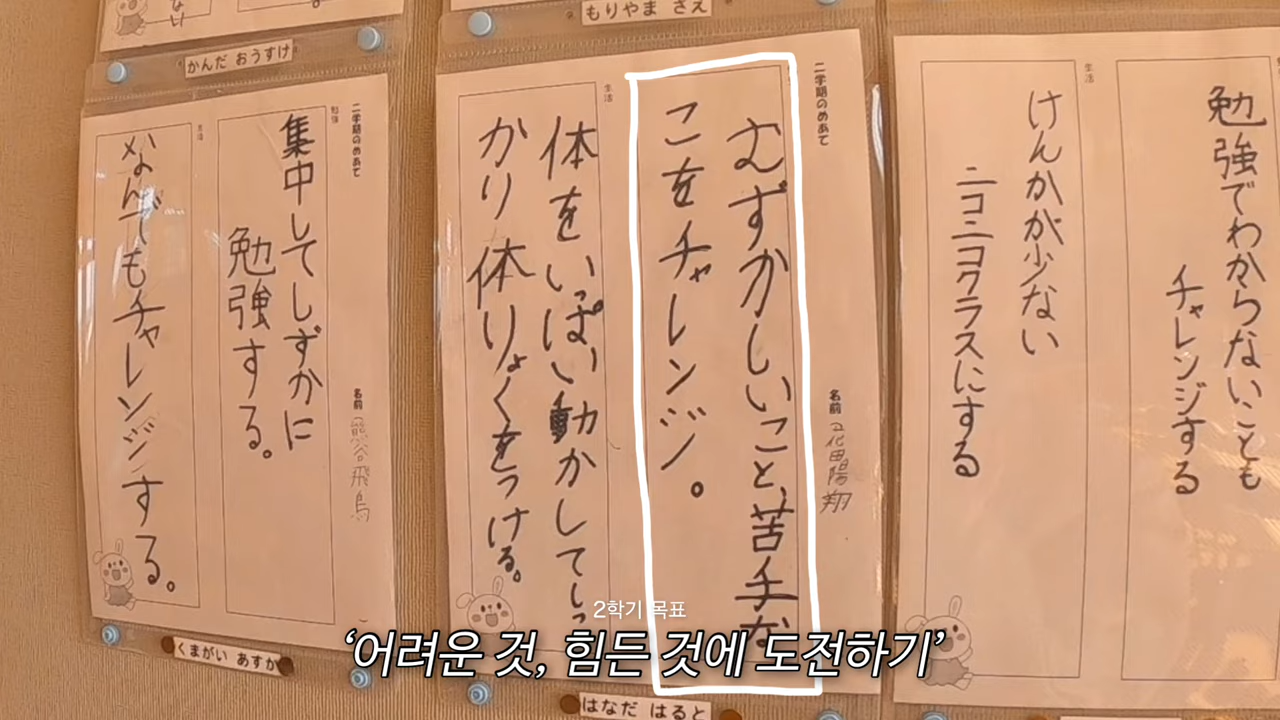 ない
もりやま さえ
かんだ おうすけ
勉強でわからないことも
チャレンジする
生活
けんかが少ない
ニコニコクラスにする
二学期のめあて
名前 花田陽翔
むずかしいこと、苦手な
ことをチャレンジ。
生活
体をいっぱい動かしてしっ
かり体りょくをつける。
はなだ はると
二学期のめあて
名前 熊谷飛鳥
勉強
集中してしずかに
勉強する。
生活
なんでもチャレンジする。
くまがい あすか
2학기 목표
‘어려운 것, 힘든 것에 도전하기’